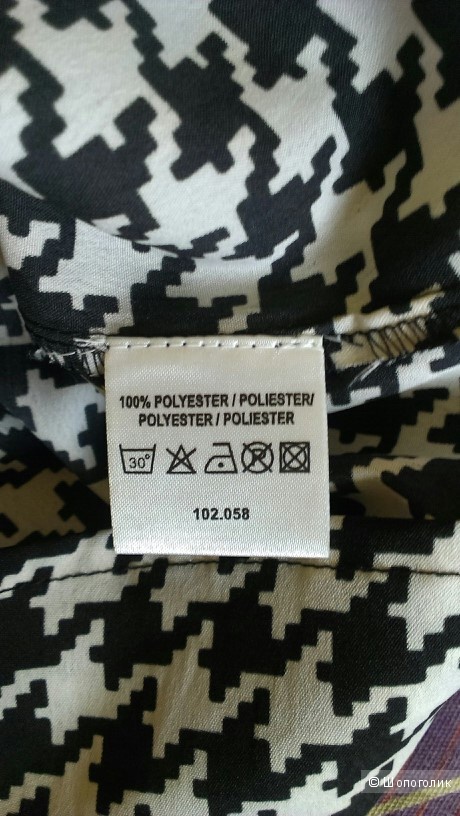 100% POLYESTER / POLIESTER/
POLYESTER / POLIESTER
30°
P
102.058
© Шопоголик